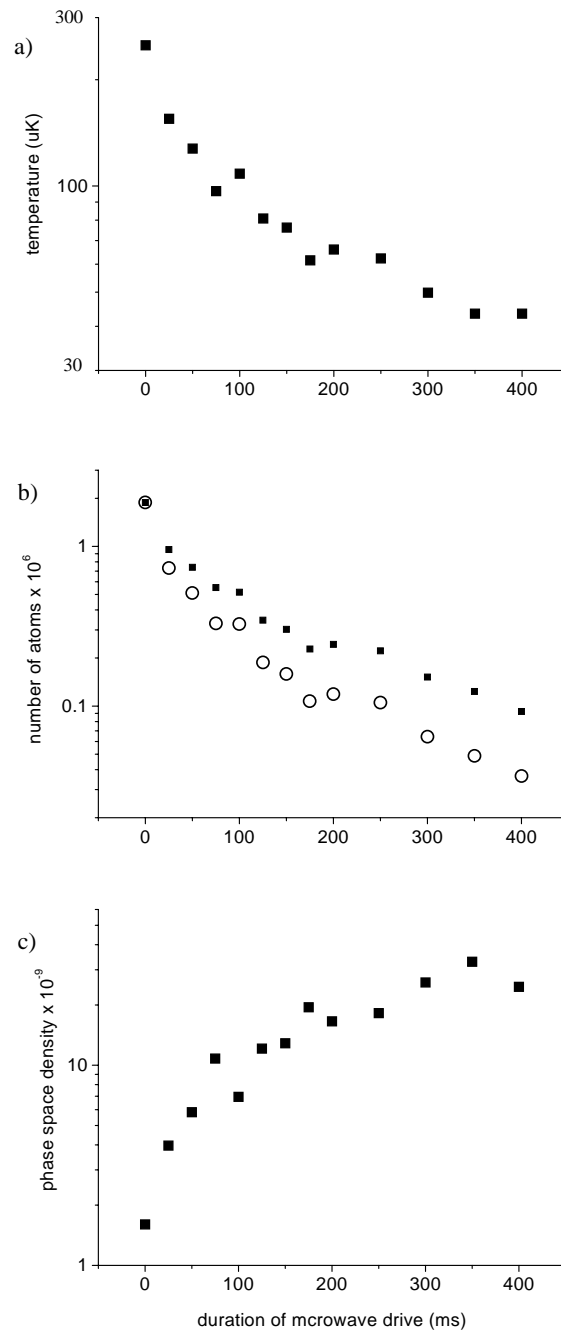 a)
300
100
30
temperature (uK)
0 100 200 300 400
b)
1
0.1
number of atoms x 10^6
0 100 200 300 400
c)
10
1
phase space density x 10^-9
0 100 200 300 400
duration of mcrowave drive (ms)